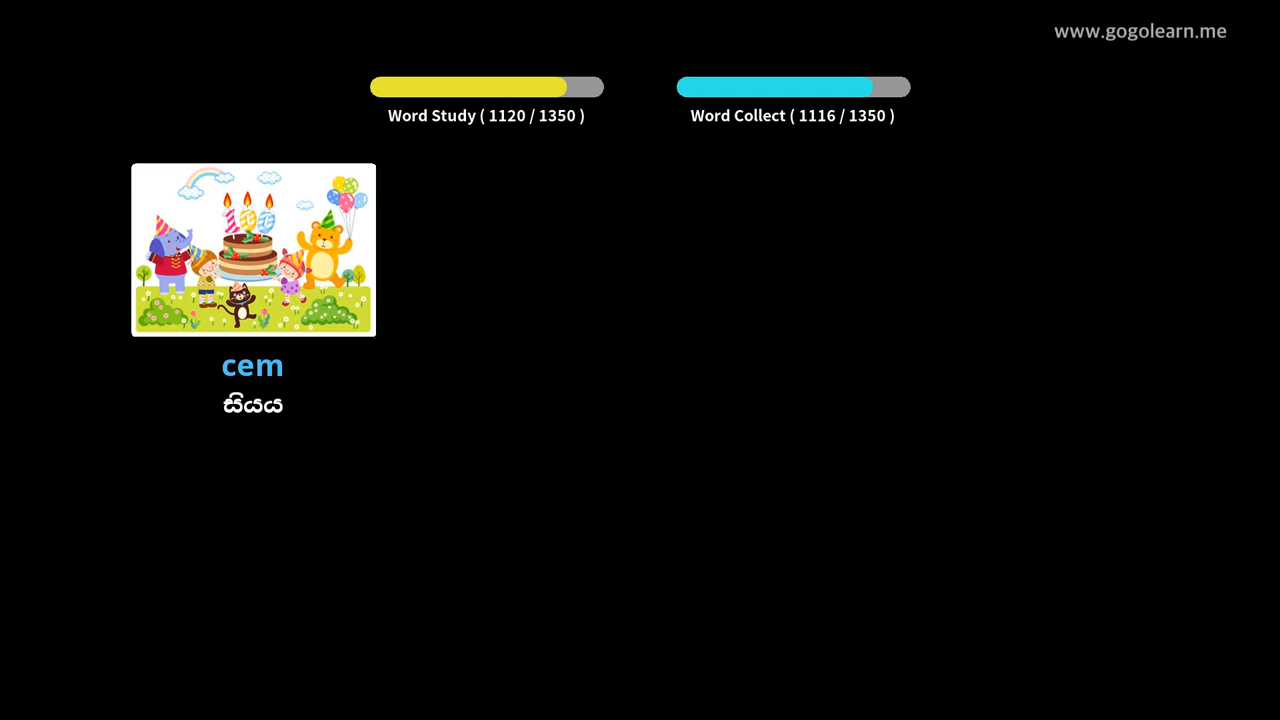 www.gogolearn.me
Word Study ( 1120 / 1350 )
Word Collect ( 1116 / 1350 )
100
cem
සියය